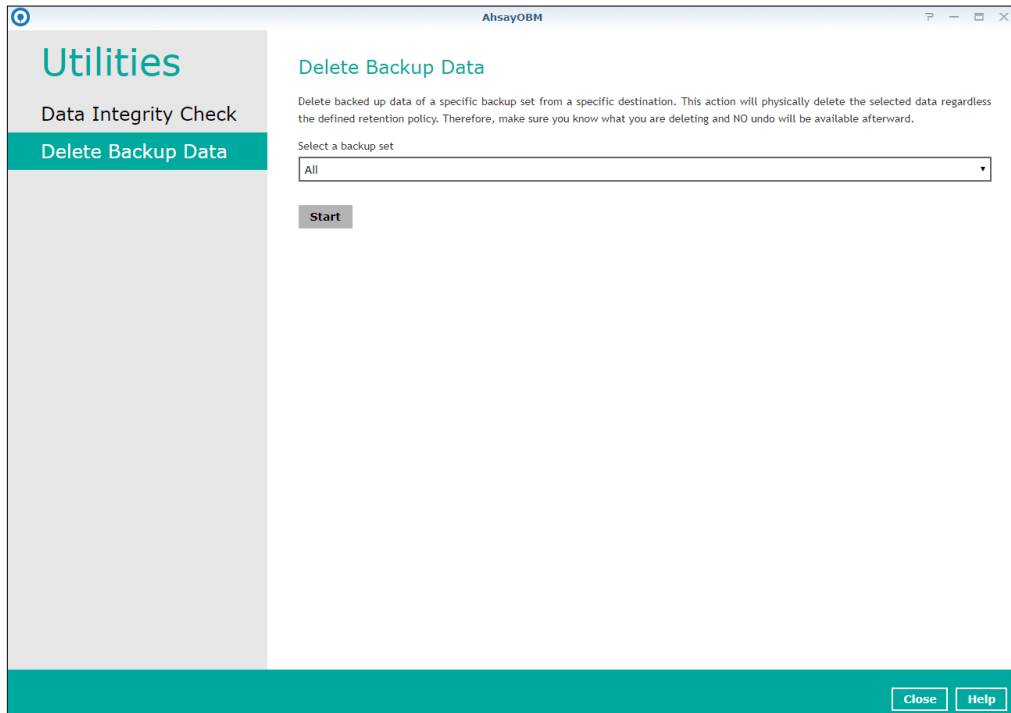 AhsayOBM
Utilities
Data Integrity Check
Delete Backup Data
Delete Backup Data
Delete backed up data of a specific backup set from a specific destination. This action will physically delete the selected data regardless
the defined retention policy. Therefore, make sure you know what you are deleting and NO undo will be available afterward.
Select a backup set
All
Start
Close
Help